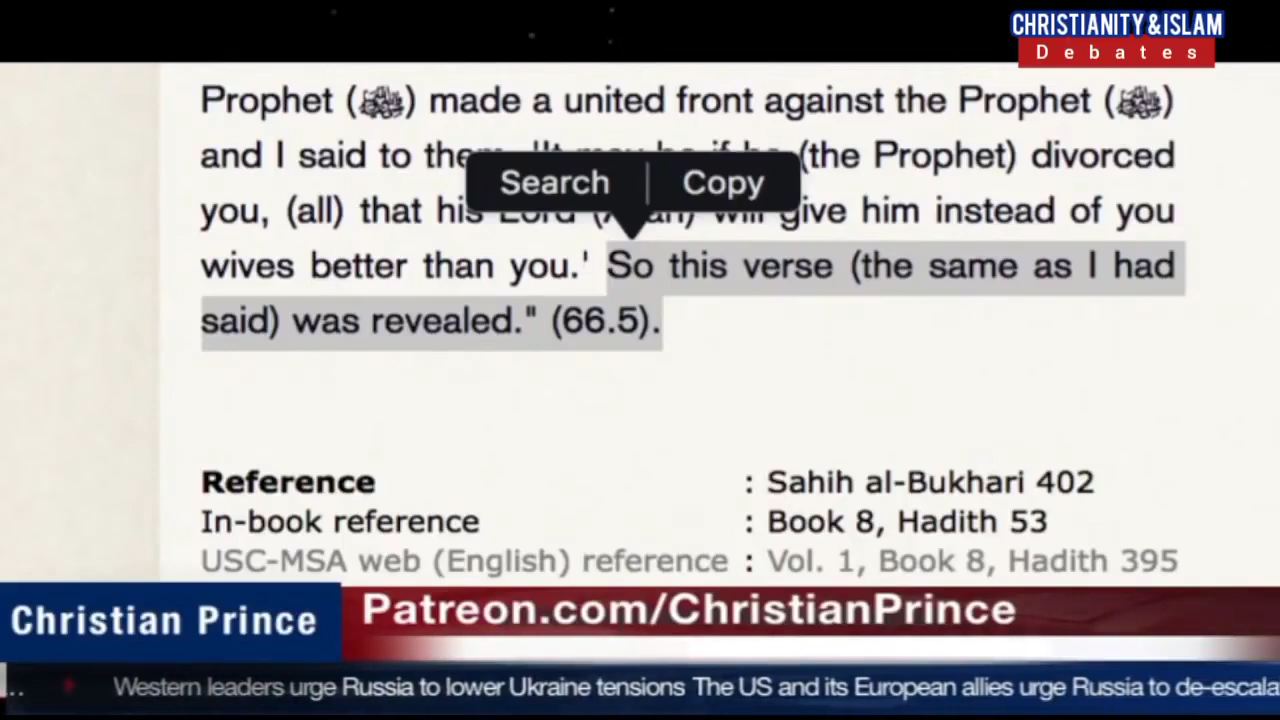 CHRISTIANITY & ISLAM
Debates
Prophet (ﷺ) made a united front against the Prophet (ﷺ)
and I said to the (the Prophet) divorced
Search Copy
you, (all) that his Lord will give him instead of you
wives better than you.' So this verse (the same as I had
said) was revealed." (66.5).
Reference : Sahih al-Bukhari 402
In-book reference : Book 8, Hadith 53
USC-MSA web (English) reference : Vol. 1, Book 8, Hadith 395
Christian Prince
Patreon.com/ChristianPrince
.. Western leaders urge Russia to lower Ukraine tensions The US and its European allies urge Russia to de-escala